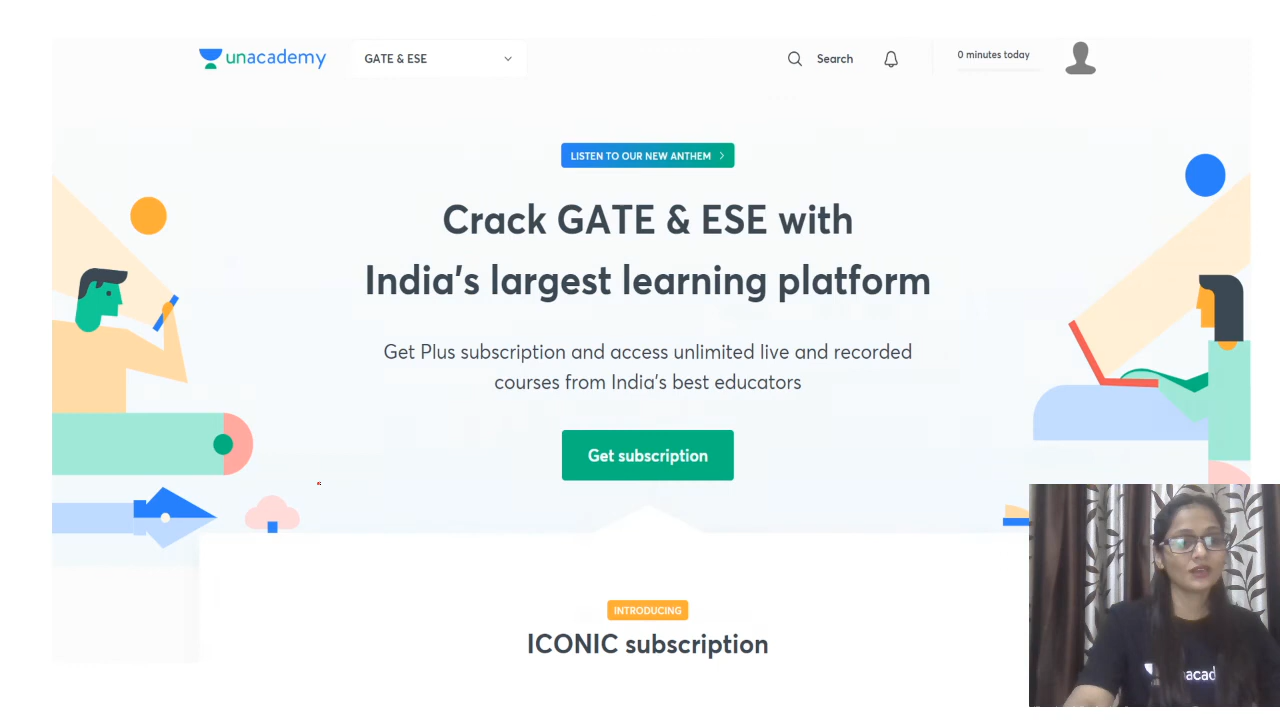 unacademy
GATE & ESE
Search
0 minutes today
LISTEN TO OUR NEW ANTHEM
Crack GATE & ESE with
India's largest learning platform
Get Plus subscription and access unlimited live and recorded
courses from India's best educators
Get subscription
INTRODUCING
ICONIC subscription